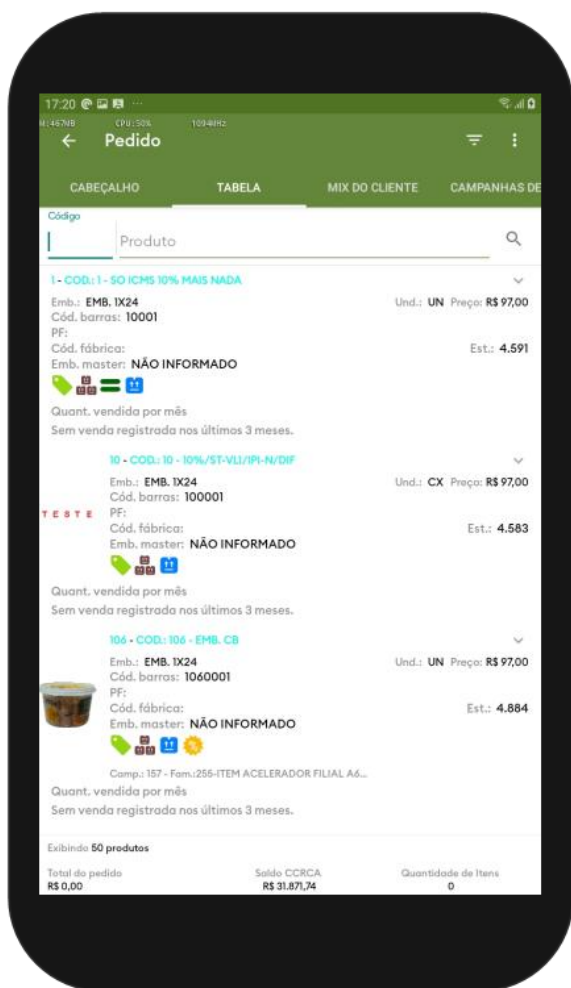 17:20
M:467MB CPU:50% 1094MHz
Pedido
CABEÇALHO TABELA MIX DO CLIENTE CAMPANHAS DE
Código
Produto
1 - COD.: 1 - SO ICMS 10% MAIS NADA
Emb.: EMB. 1X24 Und.: UN Preço: R$ 97,00
Cód. barras: 10001
PF:
Cód. fábrica: Est.: 4.591
Emb. master: NÃO INFORMADO
Quant. vendida por mês
Sem venda registrada nos últimos 3 meses.
10 - COD.: 10 - 10%/ST-VLI/IPI-N/DIF
Emb.: EMB. 1X24 Und.: CX Preço: R$ 97,00
Cód. barras: 100001
TESTE PF:
Cód. fábrica: Est.: 4.583
Emb. master: NÃO INFORMADO
Quant. vendida por mês
Sem venda registrada nos últimos 3 meses.
106 - COD.: 106 - EMB. CB
Emb.: EMB. 1X24 Und.: UN Preço: R$ 97,00
Cód. barras: 1060001
PF:
Cód. fábrica: Est.: 4.884
Emb. master: NÃO INFORMADO
Camp.: 157 - Fam.:255-ITEM ACELERADOR FILIAL A6...
Quant. vendida por mês
Sem venda registrada nos últimos 3 meses.
Exibindo 50 produtos
Total do pedido Saldo CCRCA Quantidade de Itens
R$ 0,00 R$ 31.871,74 0